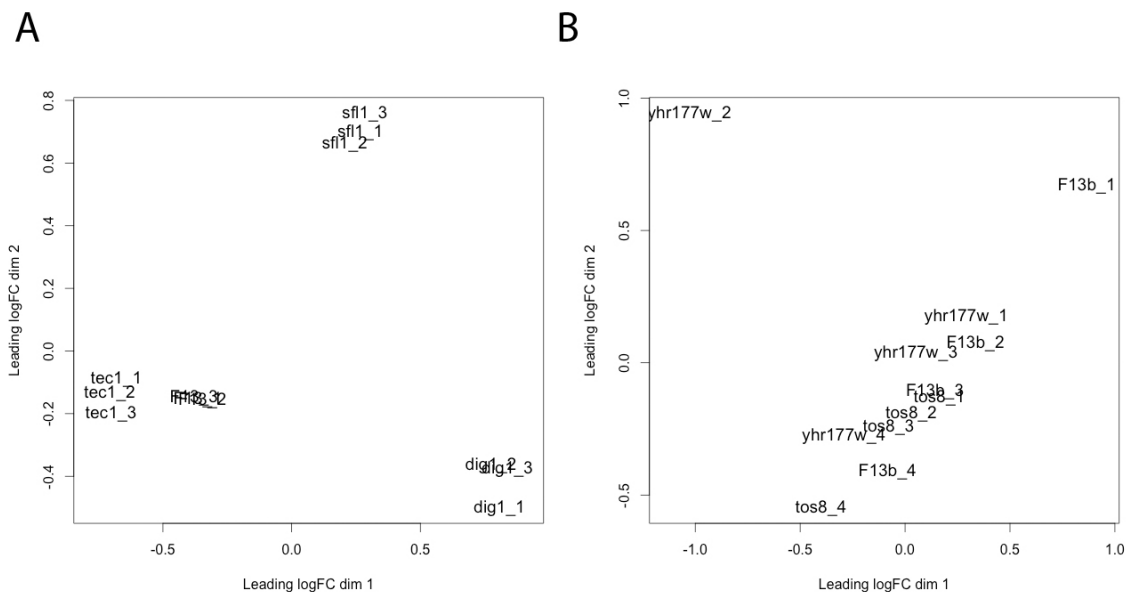 A
B
0.8
0.6
0.4
0.2
0.0
-0.2
-0.4
Leading logFC dim 2
sfl1_3
sfl1_1
sfl1_2
tec1_1
tec1_2
tec1_3
dig1_2
dig1_3
dig1_1
-0.5
0.0
0.5
Leading logFC dim 1
1.0
0.5
0.0
-0.5
Leading logFC dim 2
yhr177w_2
F13b_1
yhr177w_1
F13b_2
yhr177w_3
F13b_3
tos8_1
tos8_2
tos8_3
yhr177w_4
F13b_4
tos8_4
-1.0
-0.5
0.0
0.5
1.0
Leading logFC dim 1